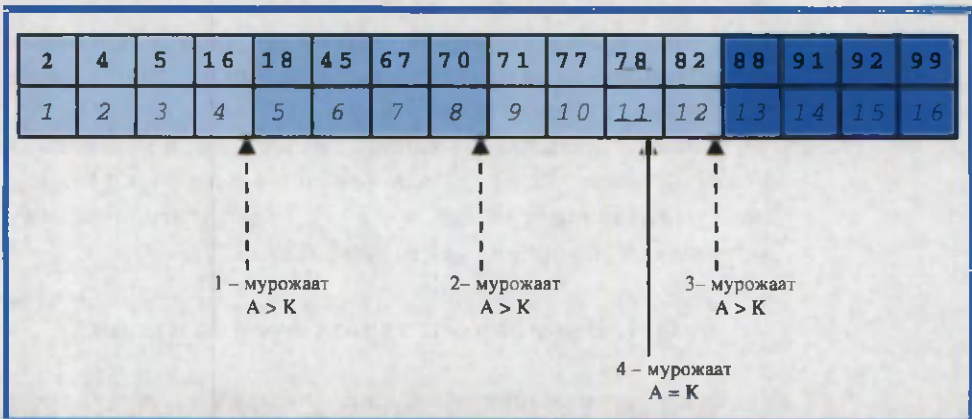 2 4 5 16 18 45 67 70 71 77 78 82 88 91 92 99
1 2 3 4 5 6 7 8 9 10 11 12 13 14 15 16
1 – мурожаат
A > K
2– мурожаат
A > K
3– мурожаат
A > K
4 – мурожаат
A = K